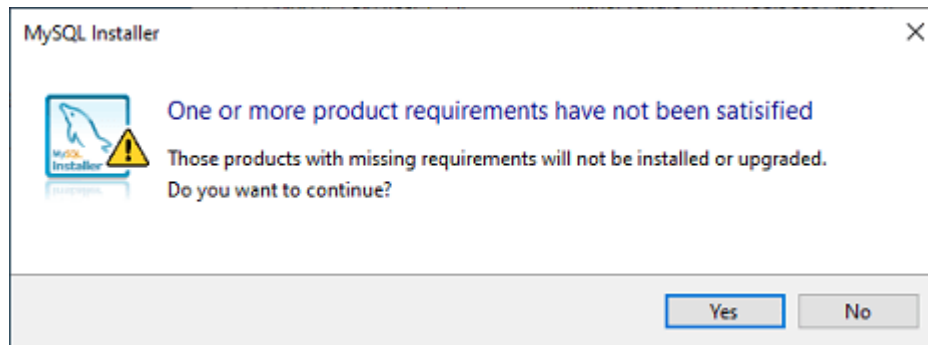 MySQL Installer
One or more product requirements have not been satisified
Those products with missing requirements will not be installed or upgraded.
Do you want to continue?
MySQL
Installer
Yes
No